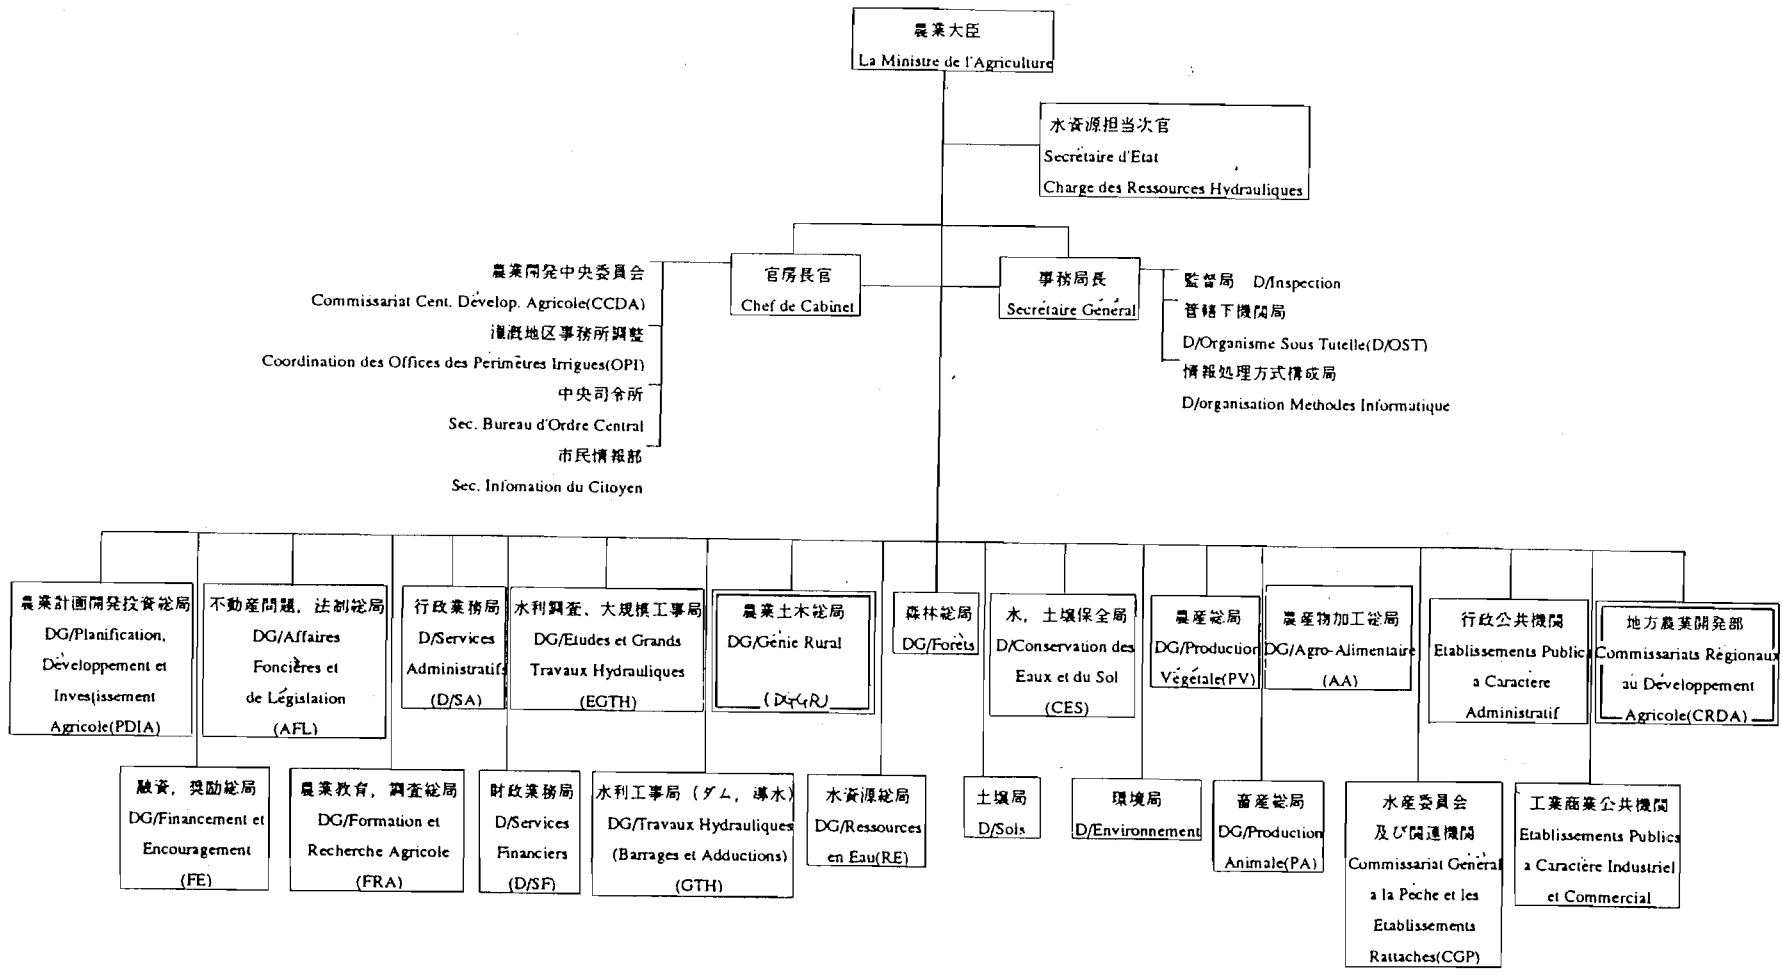 農業大臣
La Ministre de l'Agriculture
水資源担当次官
Secrétaire d'Etat
Charge des Ressources Hydrauliques
農業開発中央委員会
Commissariat Cent. Dévelop. Agricole(CCDA)
灌漑地区事務所調整
Coordination des Offices des Perimètres Irrigues(OPI)
中央司令所
Sec. Bureau d'Ordre Central
市民情報部
Sec. Infomation du Citoyen
官房長官
Chef de Cabinet
事務局長
Secrétaire Général
監督局 D/Inspection
管轄下機関局
D/Organisme Sous Tutelle(D/OST)
情報処理方式構成局
D/organisation Methodes Informatique
農業計画開発投資総局
DG/Planification,
Développement et
Investissement
Agricole(PDIA)
不動産問題，法制総局
DG/Affaires
Foncières et
de Législation
(AFL)
行政業務局
D/Services
Administratifs
(D/SA)
水利調査、大規模工事局
DG/Etudes et Grands
Travaux Hydrauliques
(EGTH)
農業土木総局
DG/Génie Rural
(DGGR)
森林総局
DG/Forêts
水，土壌保全局
D/Conservation des
Eaux et du Sol
(CES)
農産総局
DG/Production
Végétale(PV)
農産物加工総局
DG/Agro-Alimentaire
(AA)
行政公共機関
Etablissements Public
a Caractère
Administratif
地方農業開発部
Commissariats Régionaux
au Développement
Agricole(CRDA)
融資，奨励総局
DG/Financement et
Encouragement
(FE)
農業教育，調査総局
DG/Formation et
Recherche Agricole
(FRA)
財政業務局
D/Services
Financiers
(D/SF)
水利工事局（ダム，導水）
DG/Travaux Hydrauliques
(Barrages et Adductions)
(GTH)
水資源総局
DG/Ressources
en Eau(RE)
土壌局
D/Sols
環境局
D/Environnement
畜産総局
DG/Production
Animale(PA)
水産委員会
及び関連機関
Commissariat Général
a la Pêche et les
Etablissements
Rattaches(CGP)
工業商業公共機関
Etablissements Publics
a Caractère Industriel
et Commercial